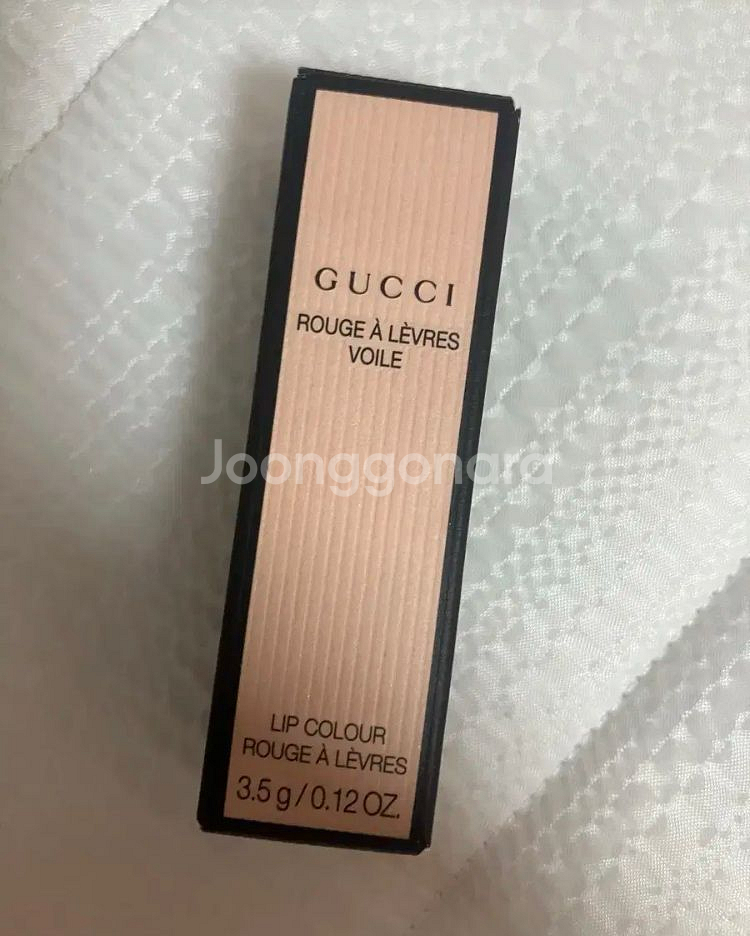 GUCCI
ROUGE À LÈVRES
VOILE
Joonggonara
LIP COLOUR
ROUGE À LÈVRES
3.5 g / 0.12 OZ.